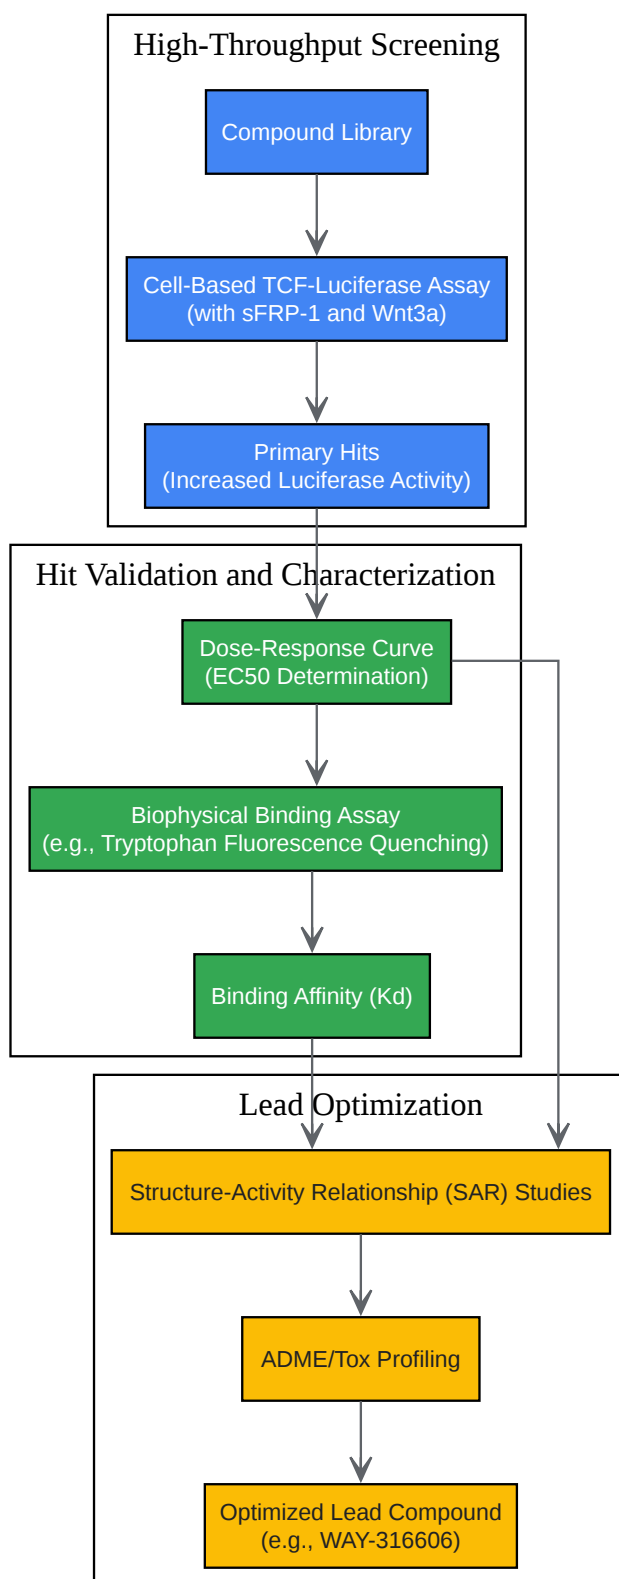 High-Throughput Screening
Compound Library
Cell-Based TCF-Luciferase Assay
(with sFRP-1 and Wnt3a)
Primary Hits
(Increased Luciferase Activity)
Hit Validation and Characterization
Dose-Response Curve
(EC50 Determination)
Biophysical Binding Assay
(e.g., Tryptophan Fluorescence Quenching)
Binding Affinity (Kd)
Lead Optimization
Structure-Activity Relationship (SAR) Studies
ADME/Tox Profiling
Optimized Lead Compound
(e.g., WAY-316606)